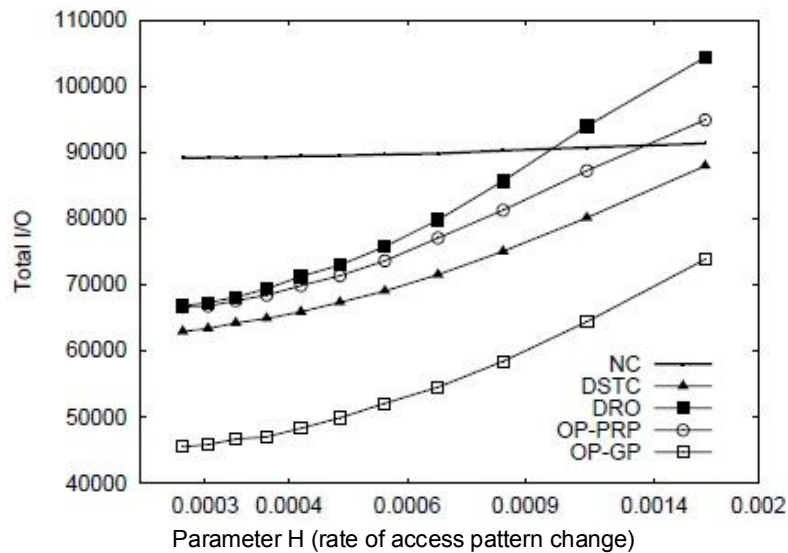 110000
100000
90000
80000
70000
60000
50000
40000
Total I/O
NC
DSTC
DRO
OP-PRP
OP-GP
0.0003 0.0004 0.0006 0.0009 0.0014 0.002
Parameter H (rate of access pattern change)